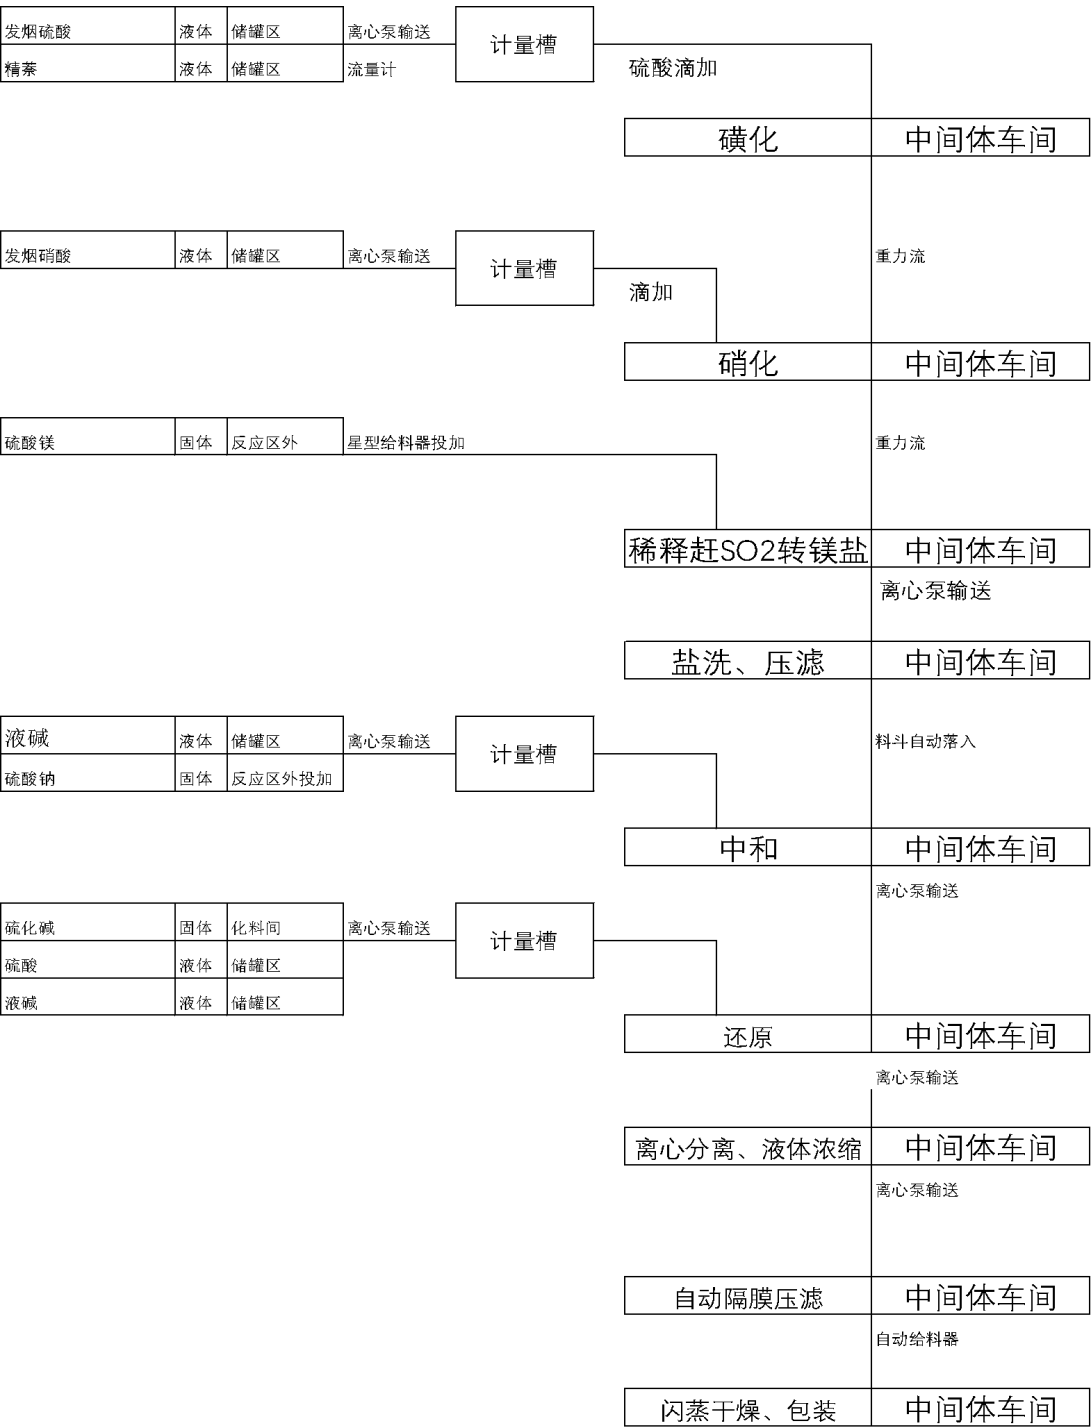 发烟硫酸 液体 储罐区 离心泵输送
计量槽
精萘 液体 储罐区 流量计
硫酸滴加
磺化 中间体车间
发烟硝酸 液体 储罐区 离心泵输送
计量槽
重力流
滴加
硝化 中间体车间
硫酸镁 固体 反应区外 星型给料器投加
重力流
稀释赶SO2转镁盐 中间体车间
离心泵输送
盐洗、压滤 中间体车间
液碱 液体 储罐区 离心泵输送
计量槽
料斗自动落入
硫酸钠 固体 反应区外投加
中和 中间体车间
离心泵输送
硫化碱 固体 化料间 离心泵输送
计量槽
硫酸 液体 储罐区
液碱 液体 储罐区
还原 中间体车间
离心泵输送
离心分离、液体浓缩 中间体车间
离心泵输送
自动隔膜压滤 中间体车间
自动给料器
闪蒸干燥、包装 中间体车间